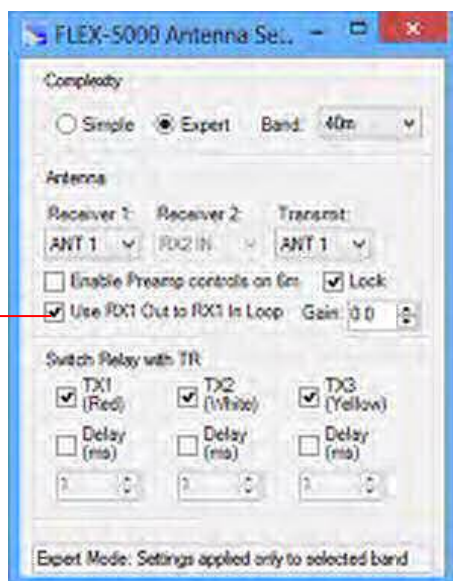 FLEX-5000 Antenna Se...
Complexity
Simple Expert Band: 40m
Antenna
Receiver 1: Receiver 2: Transmit:
ANT 1 RX2 IN ANT 1
Enable Preamp controls on 6m Lock
Use RX1 Out to RX1 In Loop Gain: 0.0
Switch Relay with TR
TX1 (Red) TX2 (White) TX3 (Yellow)
Delay (ms) Delay (ms) Delay (ms)
Expert Mode: Settings applied only to selected band